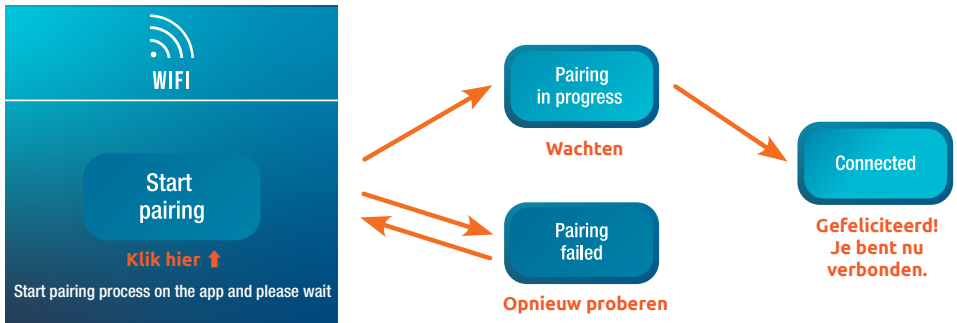 WIFI
Start
pairing
Klik hier
Start pairing process on the app and please wait
Pairing
in progress
Wachten
Pairing
failed
Opnieuw proberen
Connected
Gefeliciteerd!
Je bent nu
verbonden.